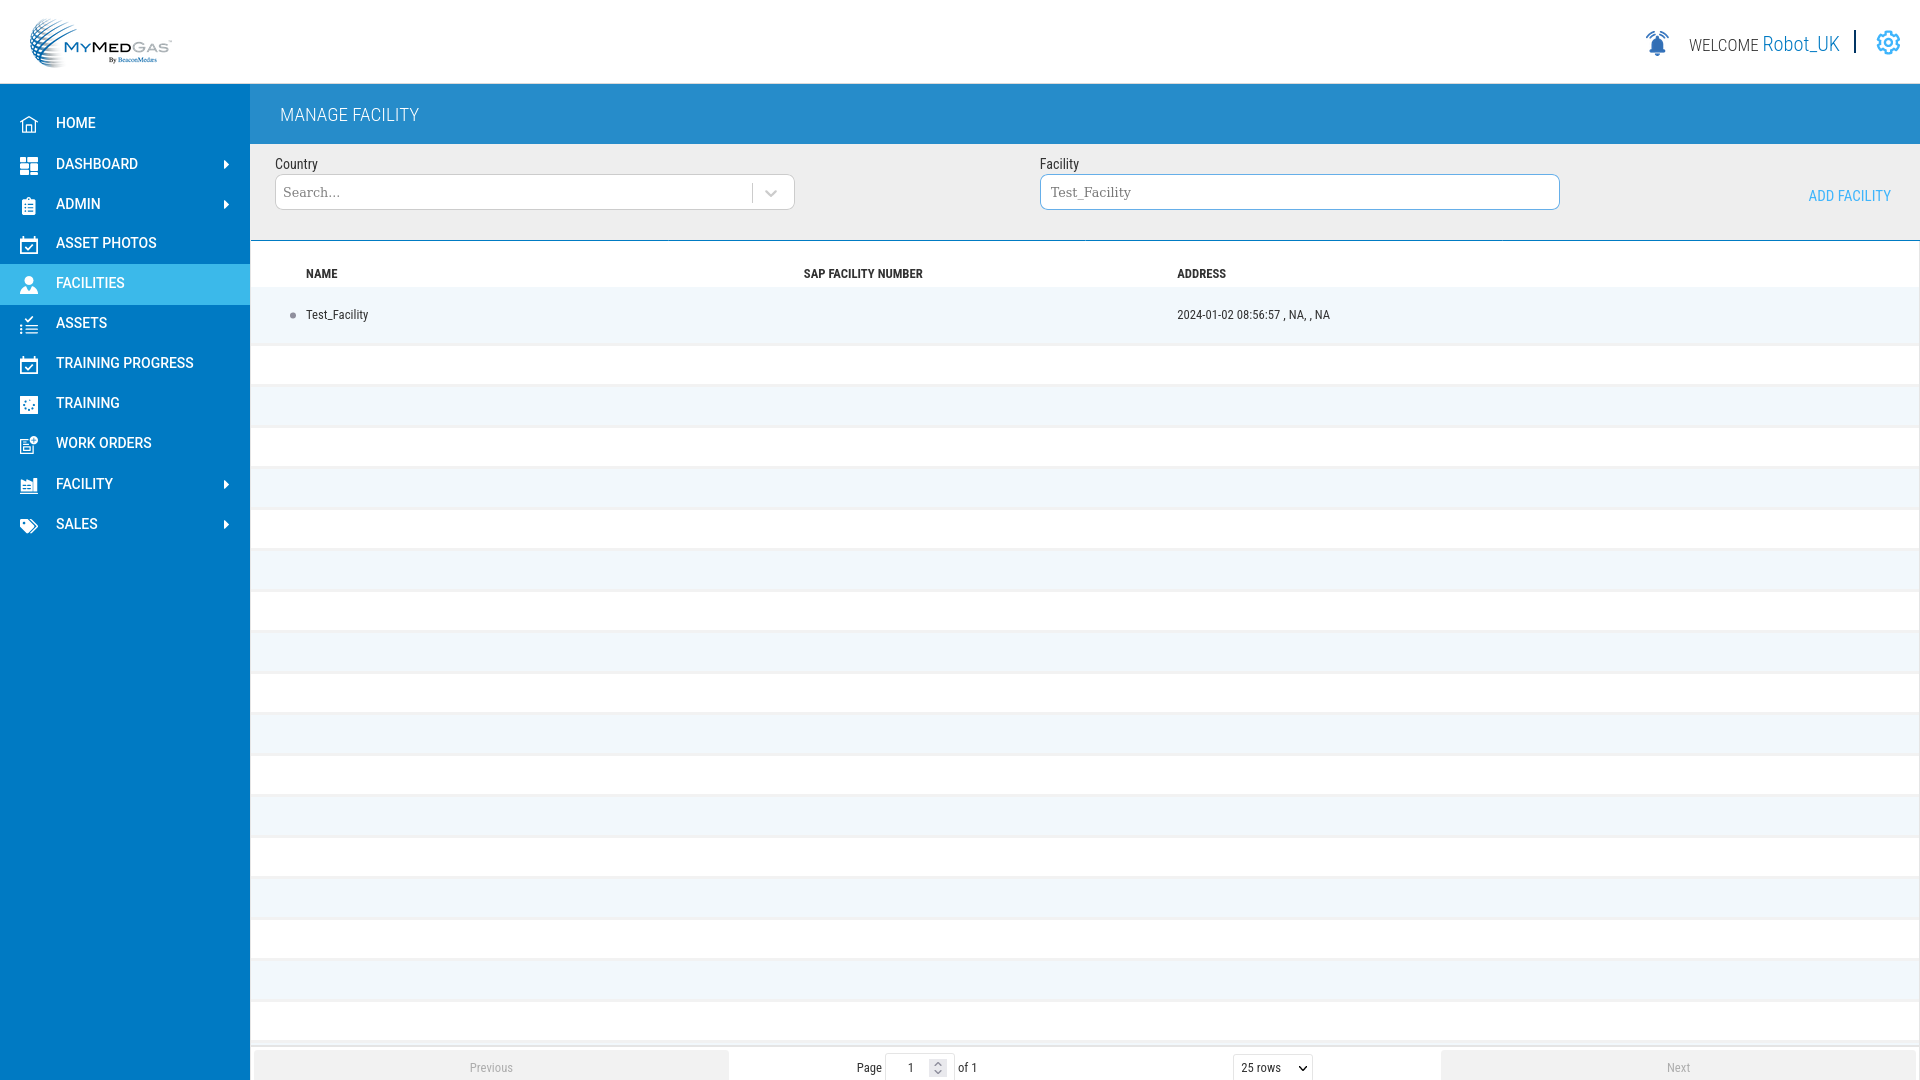 MYMEDGAS™
By BeaconMedaes
WELCOME Robot_UK
HOME
DASHBOARD
ADMIN
ASSET PHOTOS
FACILITIES
ASSETS
TRAINING PROGRESS
TRAINING
WORK ORDERS
FACILITY
SALES
MANAGE FACILITY
Country
Search...
Facility
Test_Facility
ADD FACILITY
NAME SAP FACILITY NUMBER ADDRESS
Test_Facility 2024-01-02 08:56:57 , NA, , NA
Previous Page 1 of 1 25 rows Next